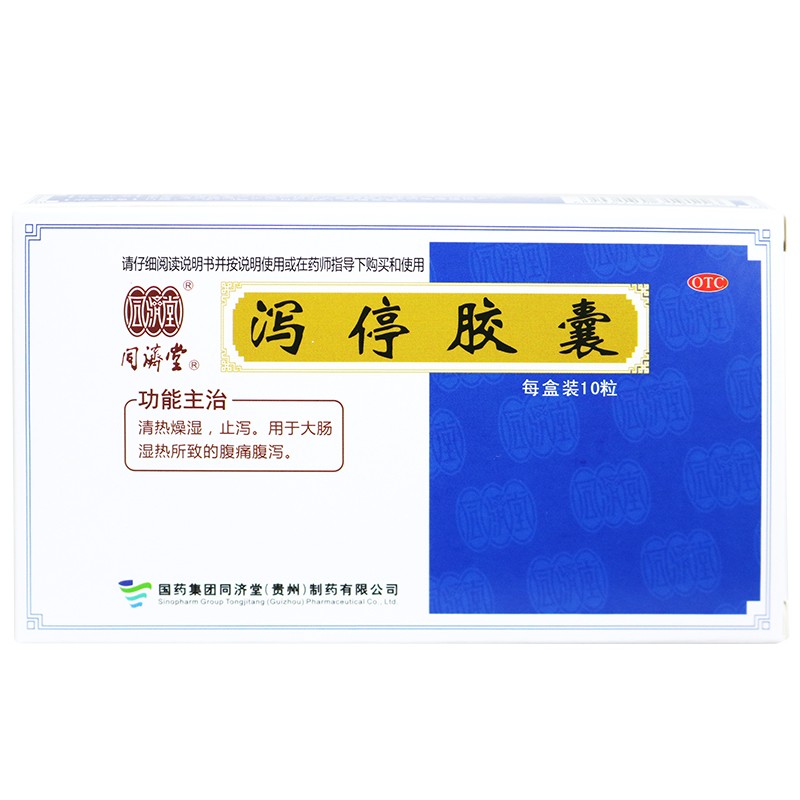 请仔细阅读说明书并按说明使用或在药师指导下购买和使用
OTC
同濟堂®
同濟堂®
泻停胶囊
每盒装10粒
功能主治
清热燥湿，止泻。用于大肠
湿热所致的腹痛腹泻。
国药集团同济堂(贵州)制药有限公司
Sinopharm Group Tongjitang (Guizhou) Pharmaceutical Co., Ltd.